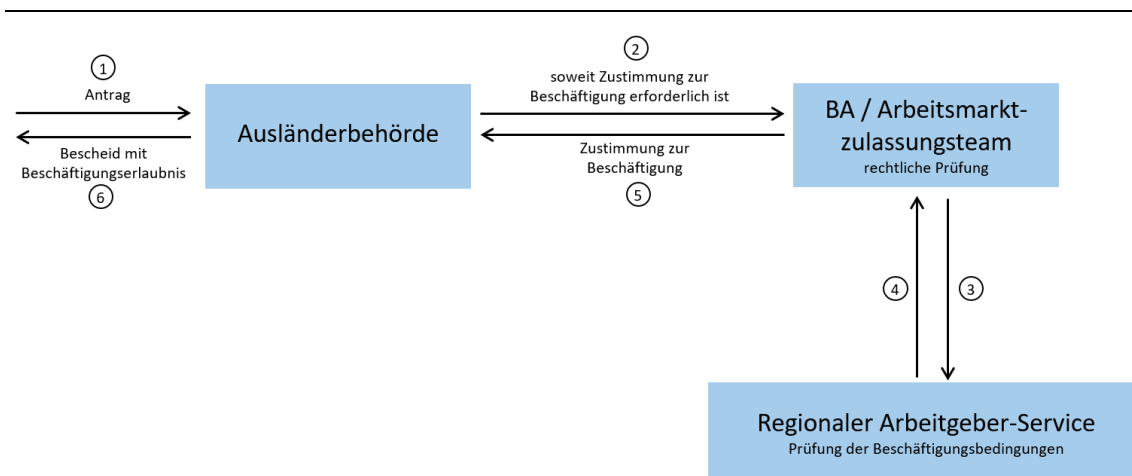 1
Antrag
Bescheid mit
Beschäftigungserlaubnis
6
Ausländerbehörde
2
soweit Zustimmung zur
Beschäftigung erforderlich ist
Zustimmung zur
Beschäftigung
5
BA / Arbeitsmarkt-
zulassungsteam
rechtliche Prüfung
4
3
Regionaler Arbeitgeber-Service
Prüfung der Beschäftigungsbedingungen